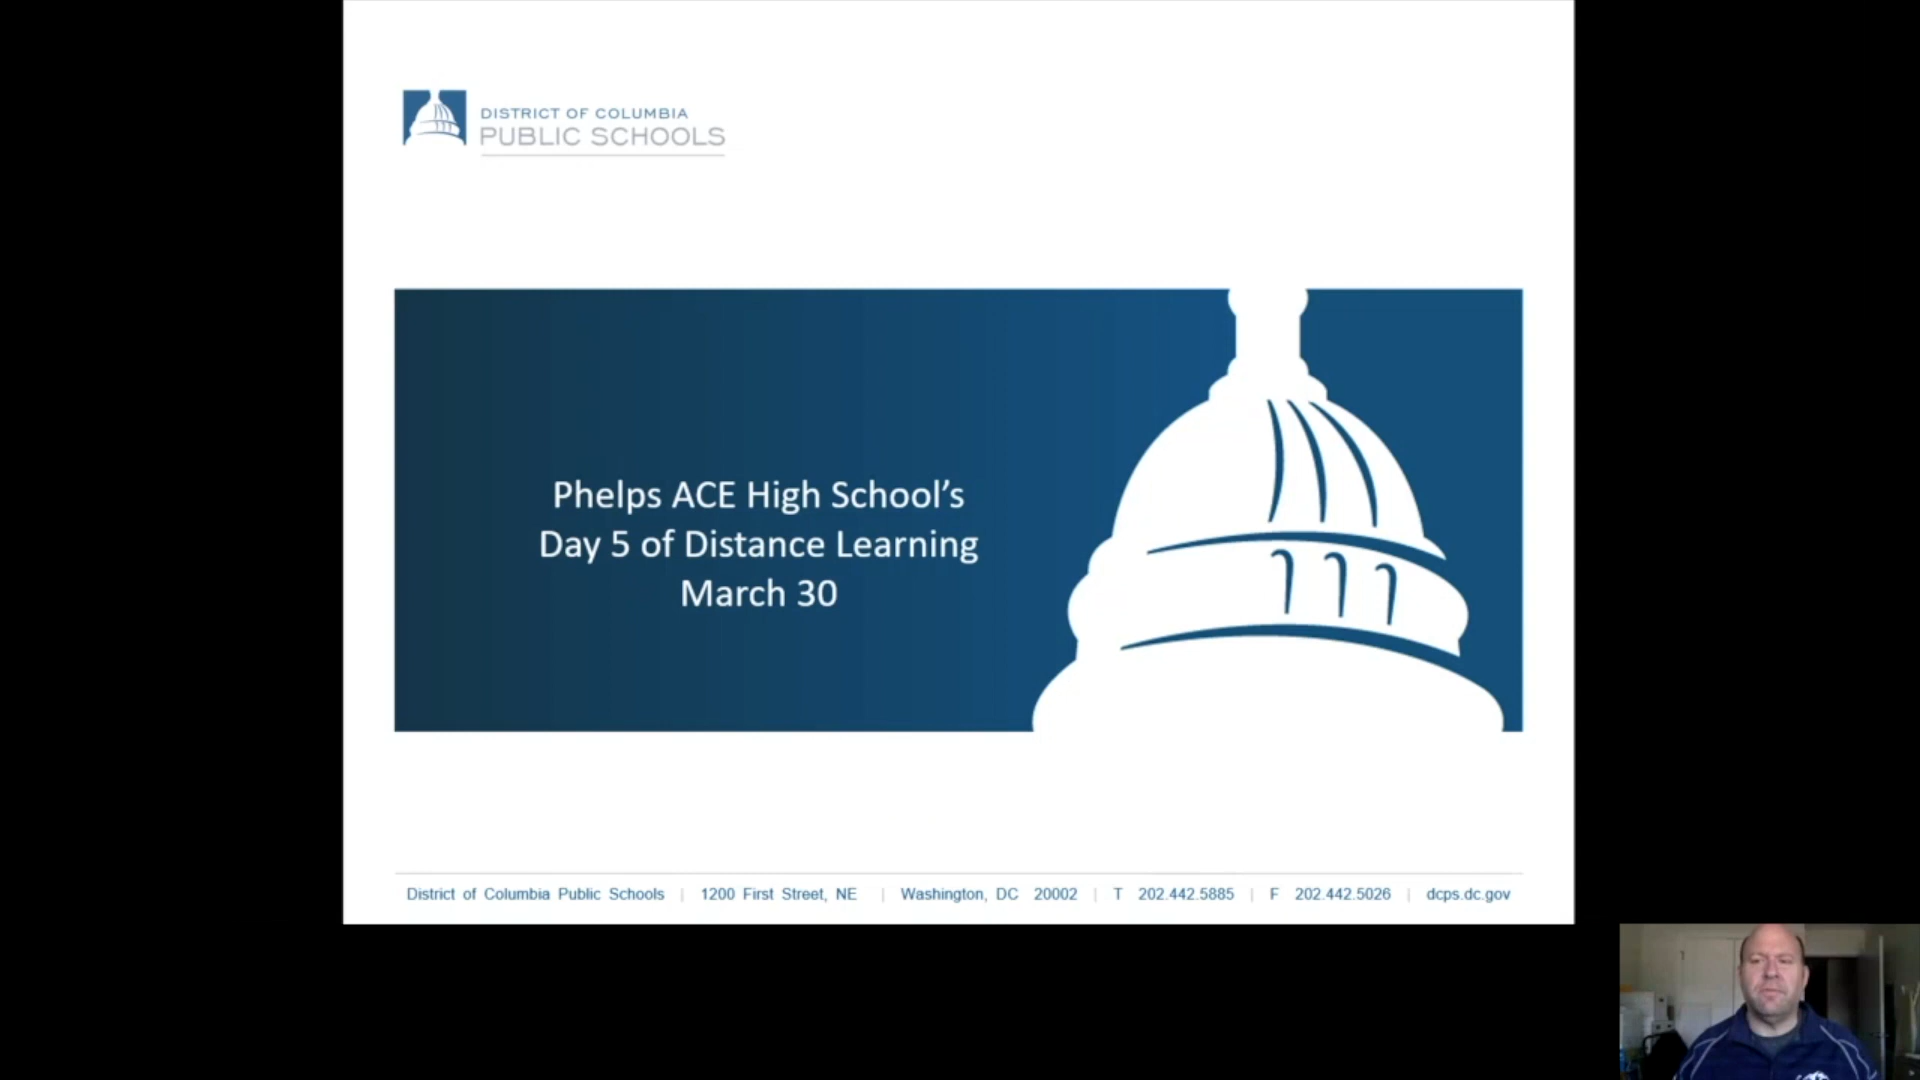 DISTRICT OF COLUMBIA
PUBLIC SCHOOLS
Phelps ACE High School’s
Day 5 of Distance Learning
March 30
District of Columbia Public Schools | 1200 First Street, NE | Washington, DC 20002 | T 202.442.5885 | F 202.442.5026 | dcps.dc.gov